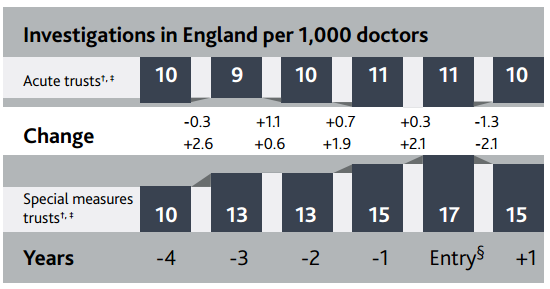 Investigations in England per 1,000 doctors
Acute trusts†, ‡ 10 9 10 11 11 10
-0.3 +1.1 +0.7 +0.3 -1.3
Change
+2.6 +0.6 +1.9 +2.1 -2.1
Special measures
trusts†, ‡ 10 13 13 15 17 15
Years -4 -3 -2 -1 Entry§ +1